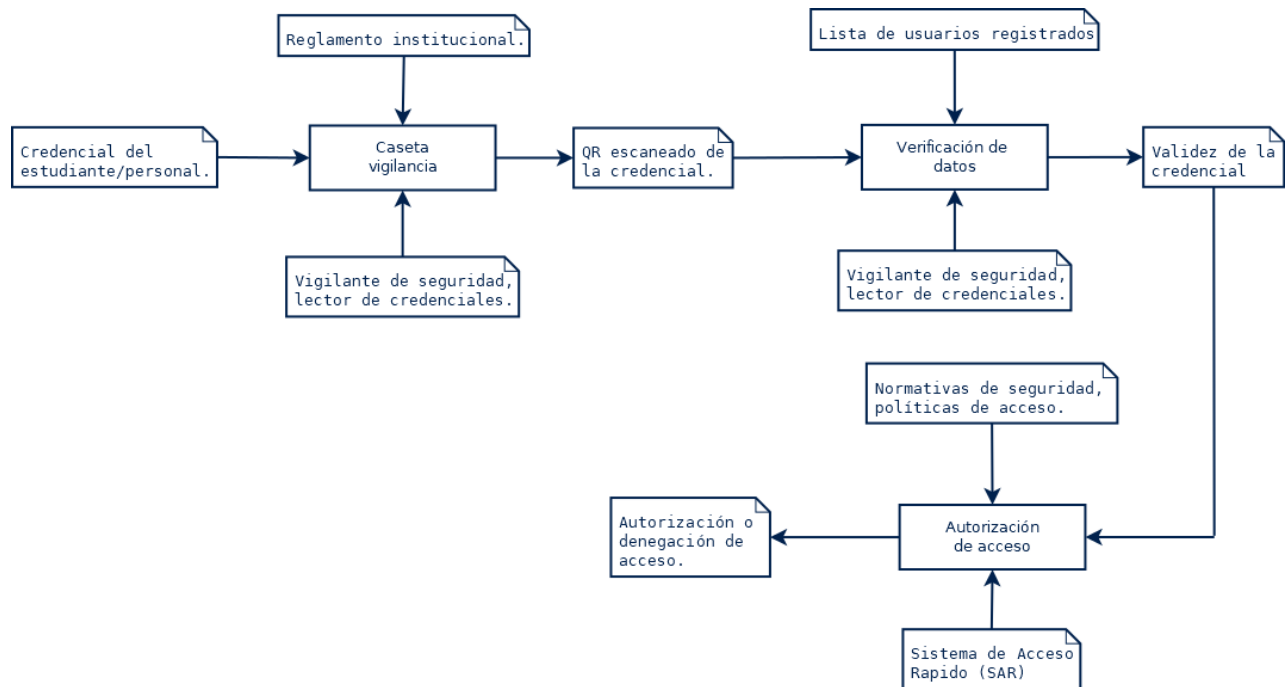 Reglamento institucional.
Lista de usuarios registrados
Credencial del
estudiante/personal.
Caseta
vigilancia
QR escaneado de
la credencial.
Verificación de
datos
Validez de la
credencial
Vigilante de seguridad,
lector de credenciales.
Vigilante de seguridad,
lector de credenciales.
Normativas de seguridad,
políticas de acceso.
Autorización o
denegación de
acceso.
Autorización
de acceso
Sistema de Acceso
Rapido (SAR)